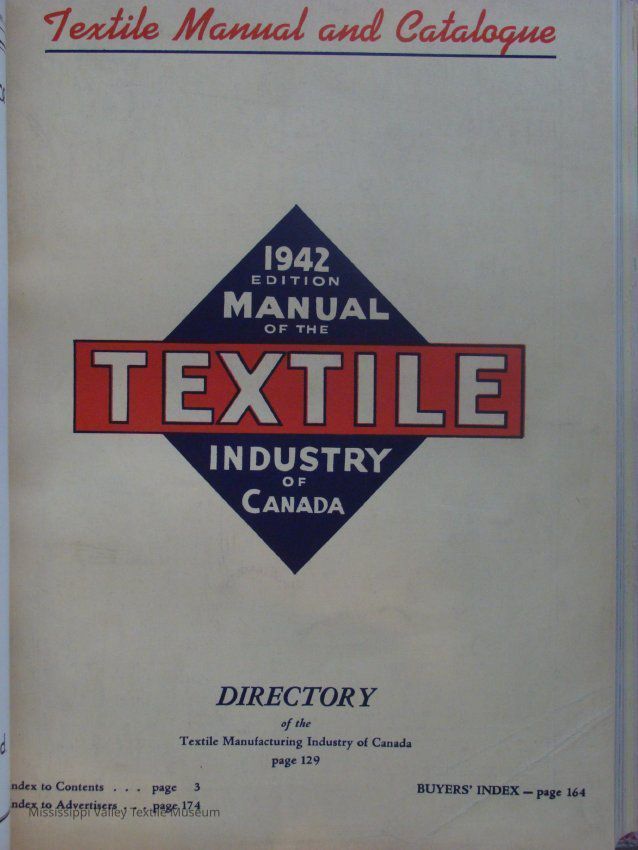 Textile Manual and Catalogue
1942
EDITION
MANUAL
OF THE
TEXTILE
INDUSTRY
OF
CANADA
DIRECTORY
of the
Textile Manufacturing Industry of Canada
page 129
ndex to Contents . . . page 3
BUYERS' INDEX — page 164
ndex to Advertisers . . . page 174
Mississippi Valley Textile Museum